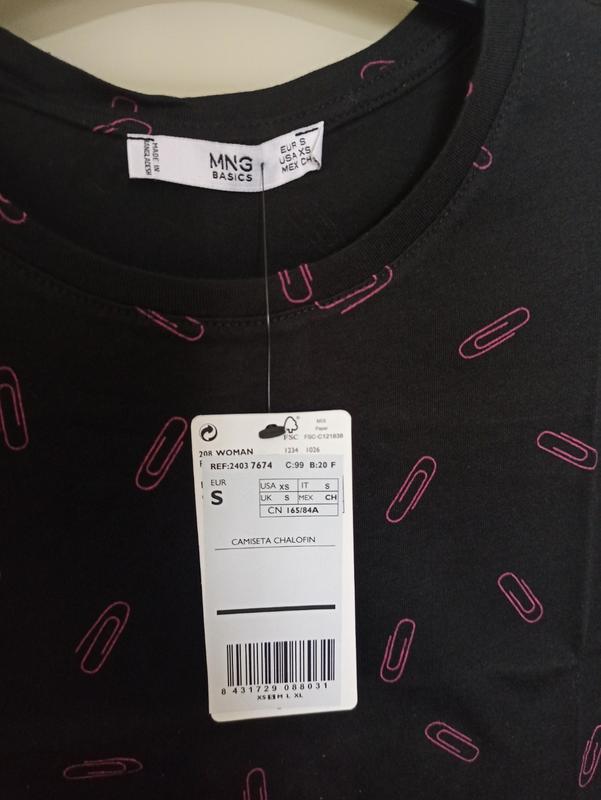 MADE IN
BANGLADESH
MNG
BASICS
EUR S
USA XS
MEX CH
FSC
MIX
Paper
FSC-C121838
208 WOMAN
1234 1026
REF:2403 7674 C:99 B:20 F
EUR
S
USA XS IT S
UK S MEX CH
CN 165/84A
CAMISETA CHALOFIN
8 431729 088031
XS S M L XL